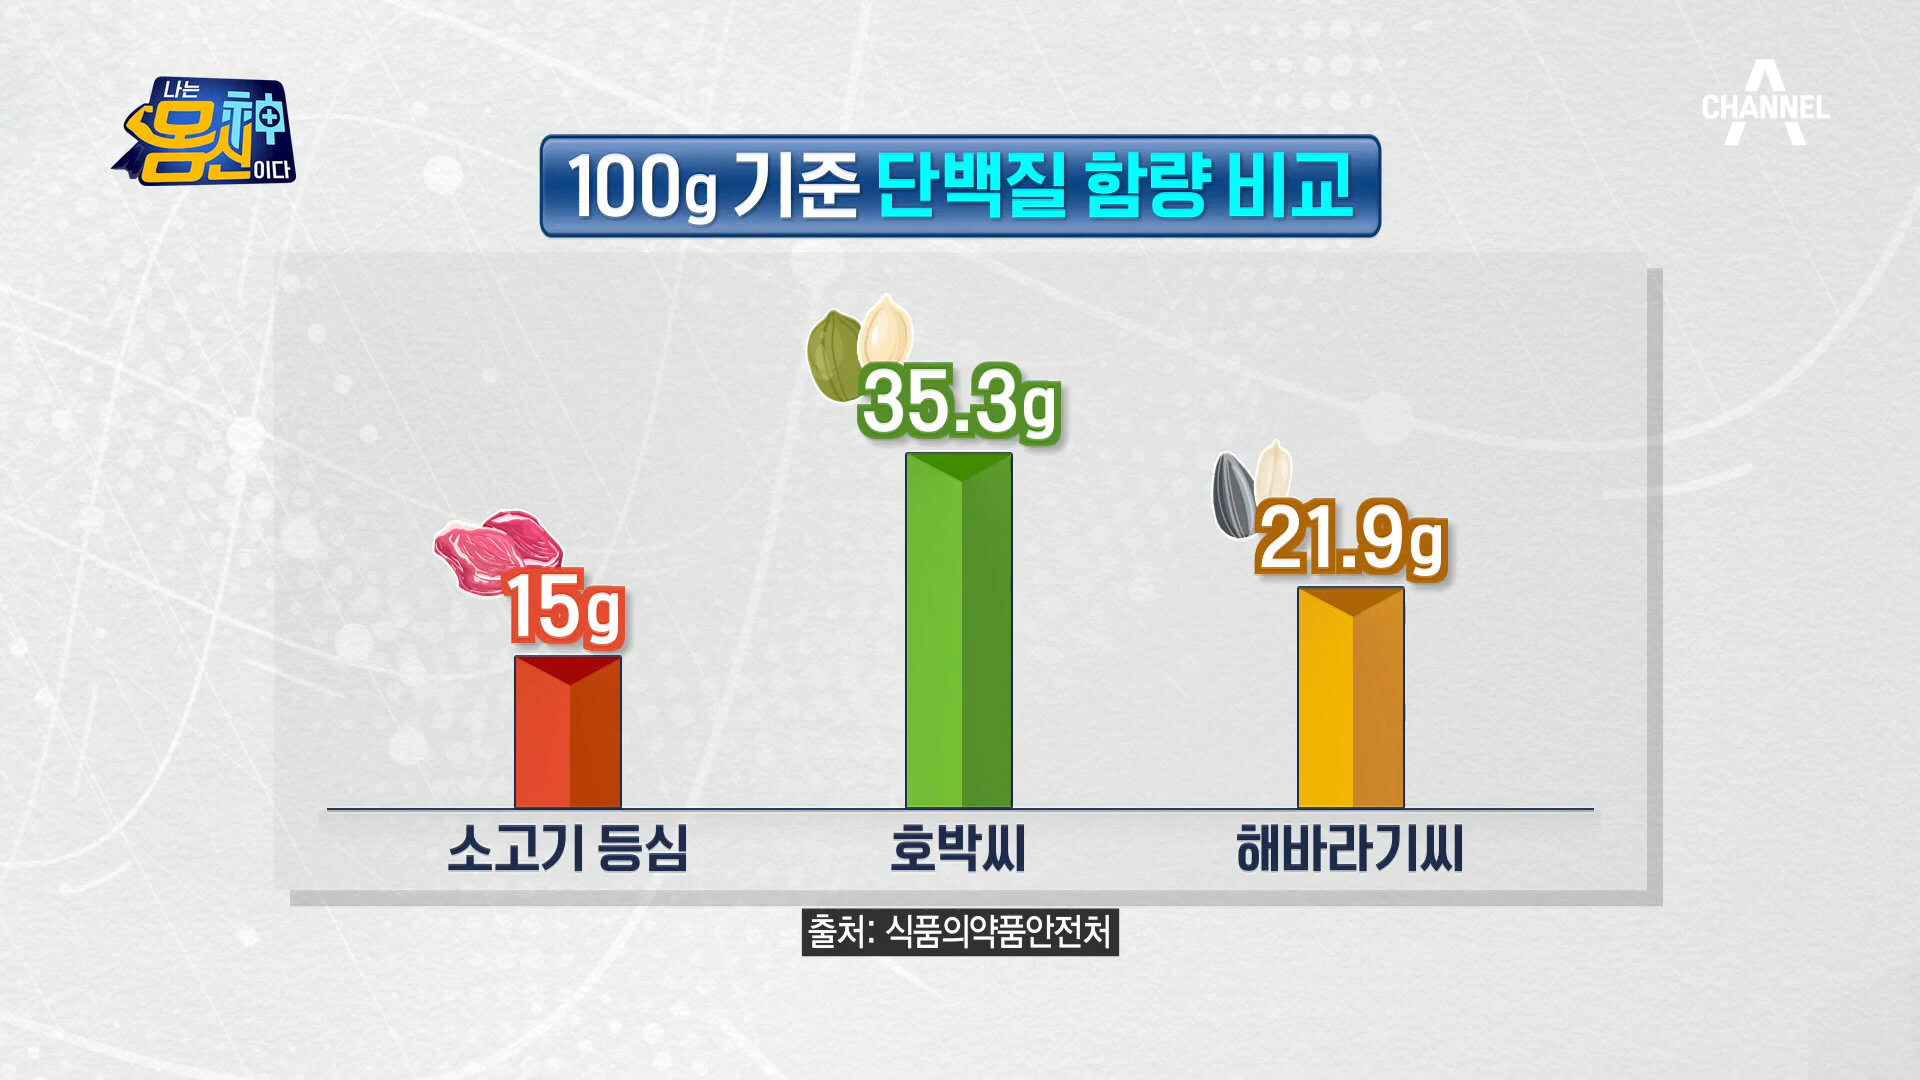 나는
몸신神
이다
CHANNEL A
100g 기준 단백질 함량 비교
35.3g
21.9g
15g
소고기 등심 호박씨 해바라기씨
출처: 식품의약품안전처